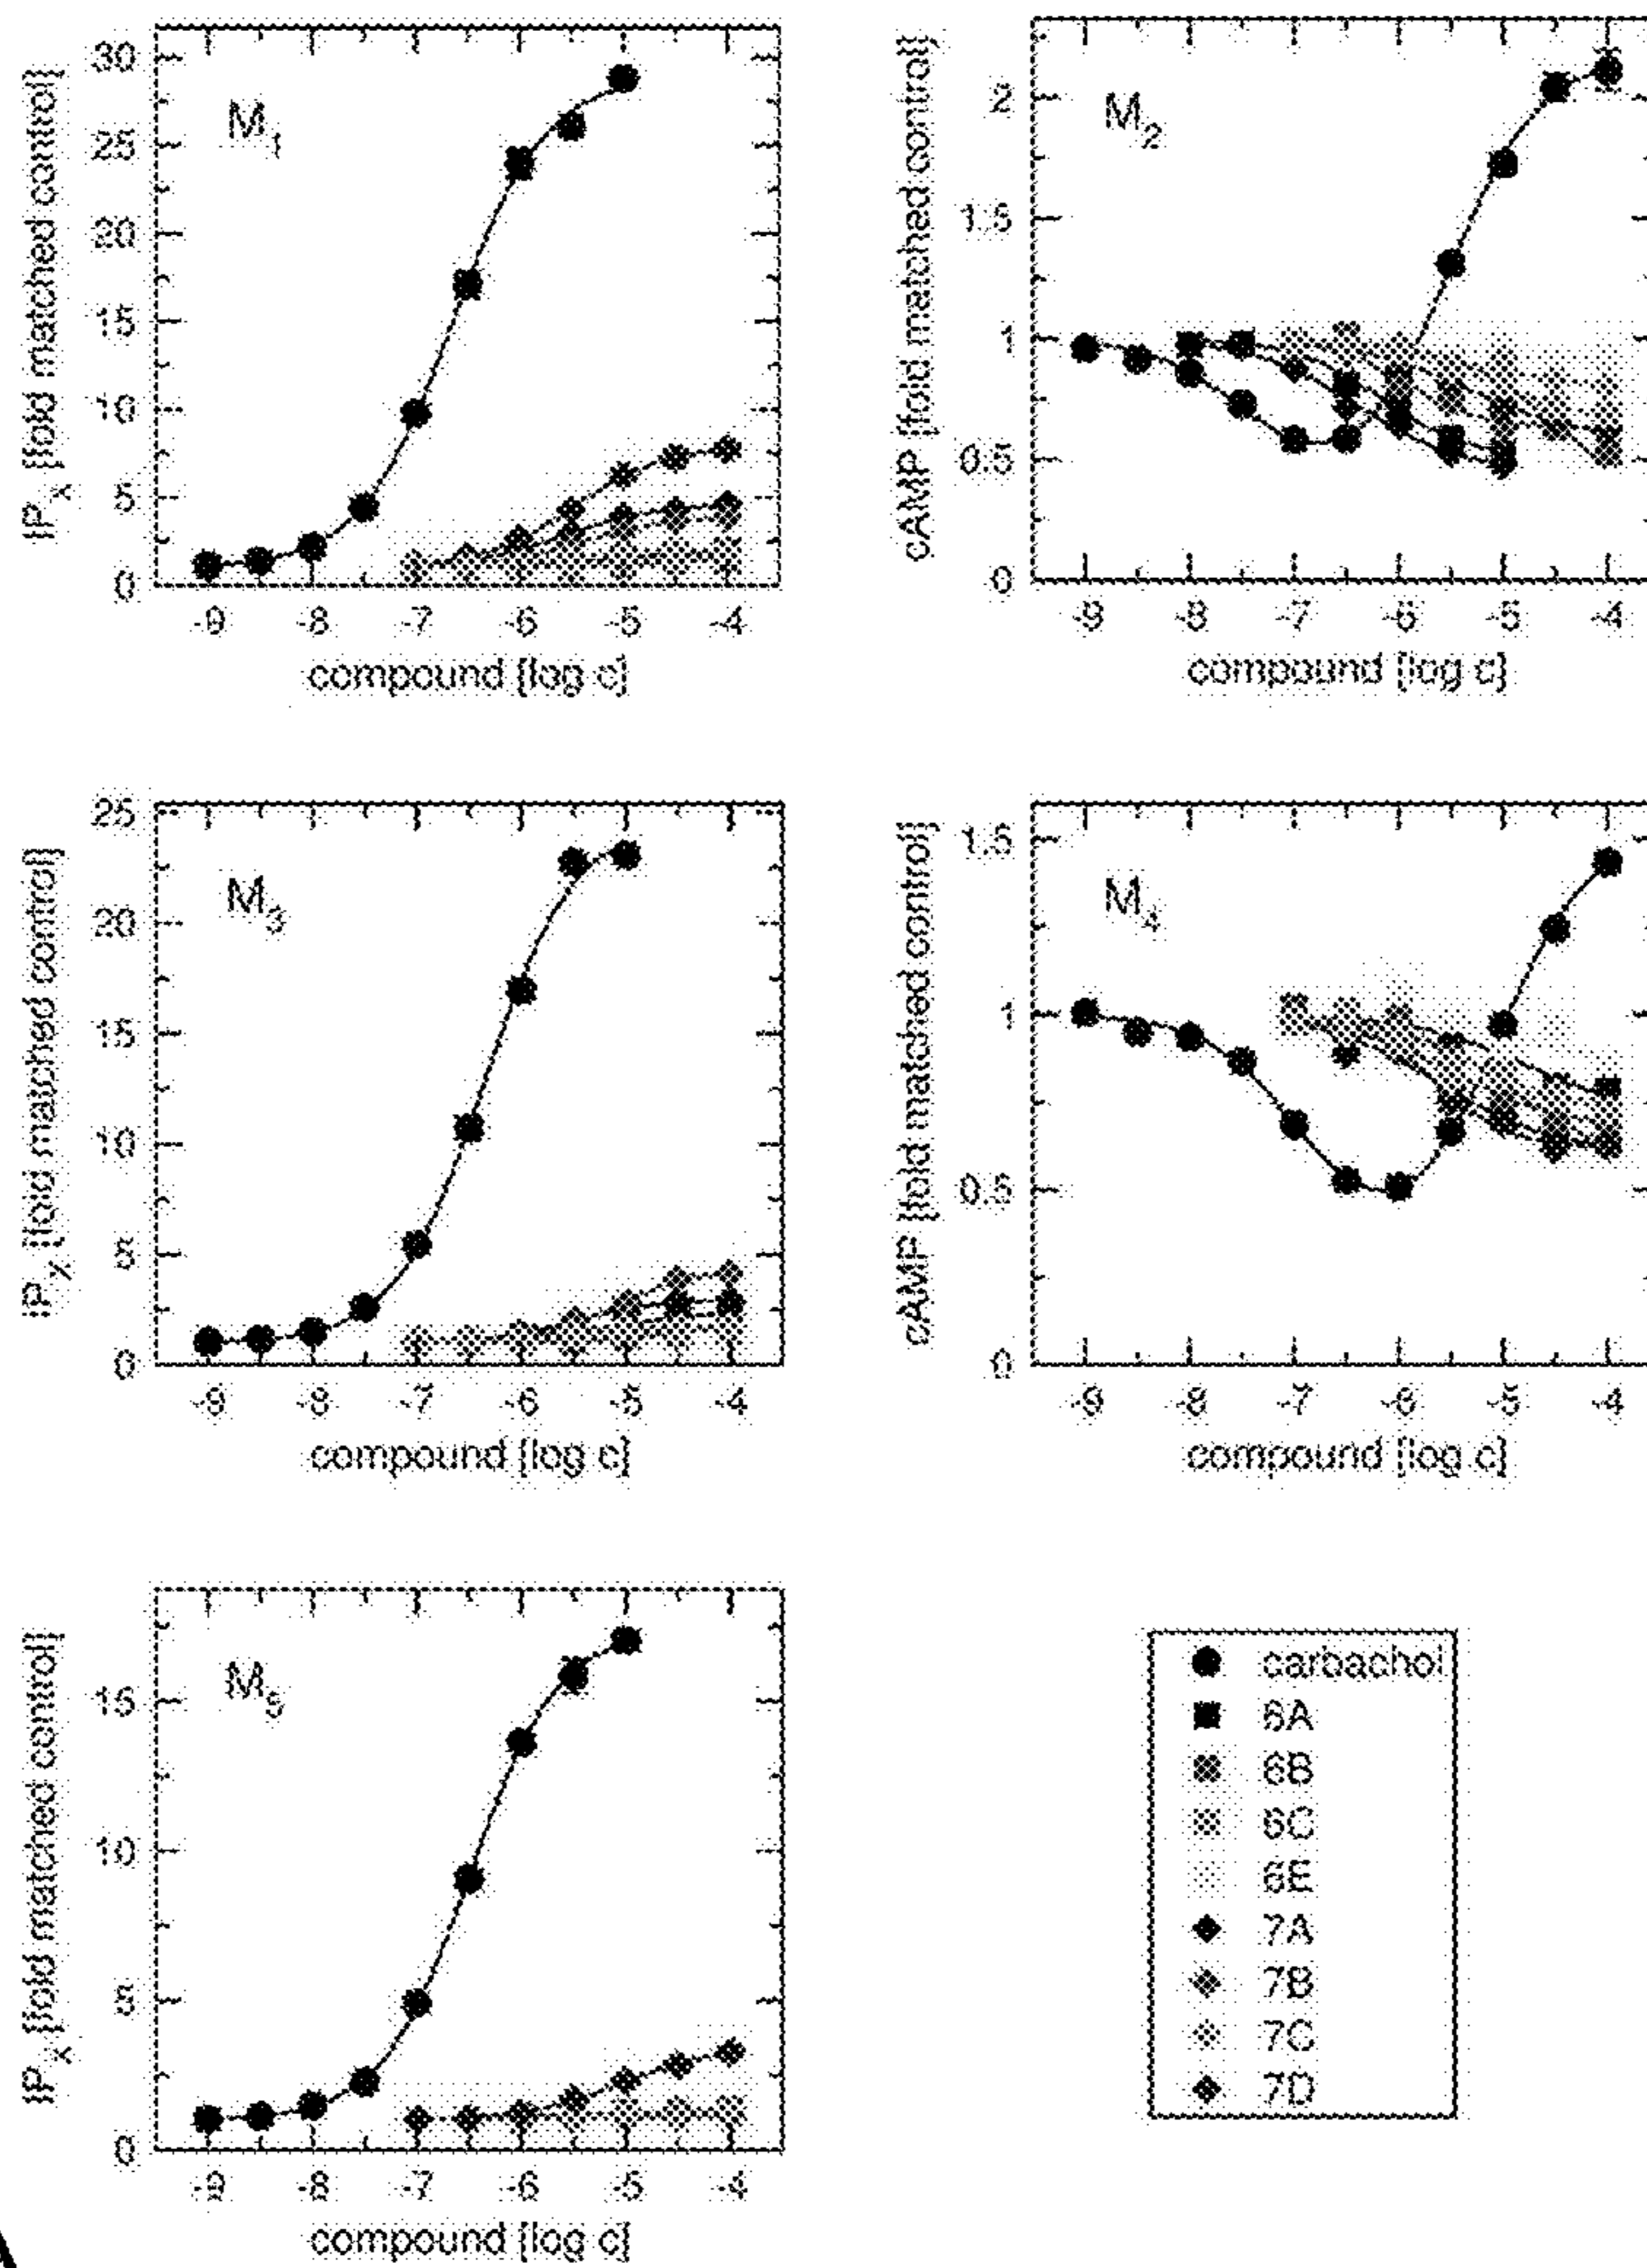 M1
IPx [fold matched control]
30
25
20
15
10
5
0
-9 -8 -7 -6 -5 -4
compound [log c]
M2
cAMP [fold matched control]
2
1.5
1
0.5
0
-9 -8 -7 -6 -5 -4
compound [log c]
M3
IPx [fold matched control]
25
20
15
10
5
0
-9 -8 -7 -6 -5 -4
compound [log c]
M4
cAMP [fold matched control]
1.5
1
0.5
0
-9 -8 -7 -6 -5 -4
compound [log c]
M5
IPx [fold matched control]
15
10
5
0
-9 -8 -7 -6 -5 -4
compound [log c]
carbachol
6A
6B
6C
6E
7A
7B
7C
7D